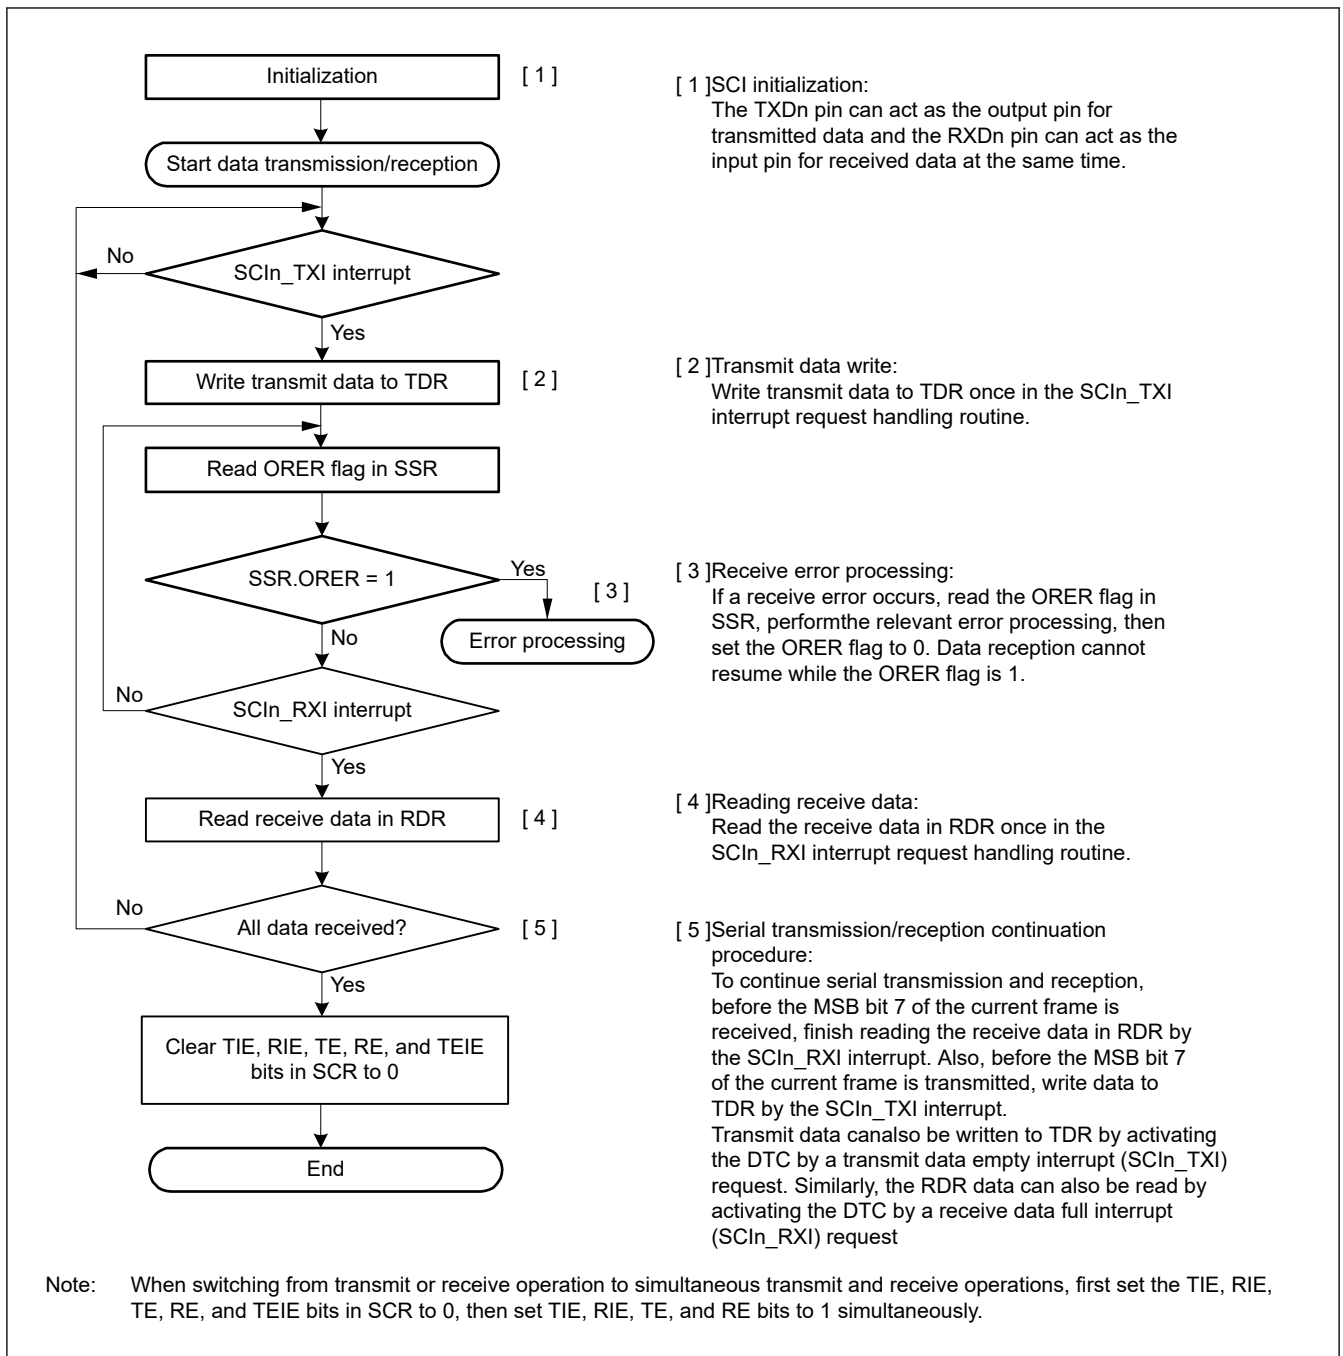 Initialization
[ 1 ]
Start data transmission/reception
No
SCIn_TXI interrupt
Yes
Write transmit data to TDR
[ 2 ]
Read ORER flag in SSR
SSR.ORER = 1
Yes
[ 3 ]
Error processing
No
No
SCIn_RXI interrupt
Yes
Read receive data in RDR
[ 4 ]
No
All data received?
[ 5 ]
Yes
Clear TIE, RIE, TE, RE, and TEIE
bits in SCR to 0
End
[ 1 ]SCI initialization:
The TXDn pin can act as the output pin for
transmitted data and the RXDn pin can act as the
input pin for received data at the same time.
[ 2 ]Transmit data write:
Write transmit data to TDR once in the SCIn_TXI
interrupt request handling routine.
[ 3 ]Receive error processing:
If a receive error occurs, read the ORER flag in
SSR, performthe relevant error processing, then
set the ORER flag to 0. Data reception cannot
resume while the ORER flag is 1.
[ 4 ]Reading receive data:
Read the receive data in RDR once in the
SCIn_RXI interrupt request handling routine.
[ 5 ]Serial transmission/reception continuation
procedure:
To continue serial transmission and reception,
before the MSB bit 7 of the current frame is
received, finish reading the receive data in RDR by
the SCIn_RXI interrupt. Also, before the MSB bit 7
of the current frame is transmitted, write data to
TDR by the SCIn_TXI interrupt.
Transmit data canalso be written to TDR by activating
the DTC by a transmit data empty interrupt (SCIn_TXI)
request. Similarly, the RDR data can also be read by
activating the DTC by a receive data full interrupt
(SCIn_RXI) request
Note: When switching from transmit or receive operation to simultaneous transmit and receive operations, first set the TIE, RIE,
TE, RE, and TEIE bits in SCR to 0, then set TIE, RIE, TE, and RE bits to 1 simultaneously.